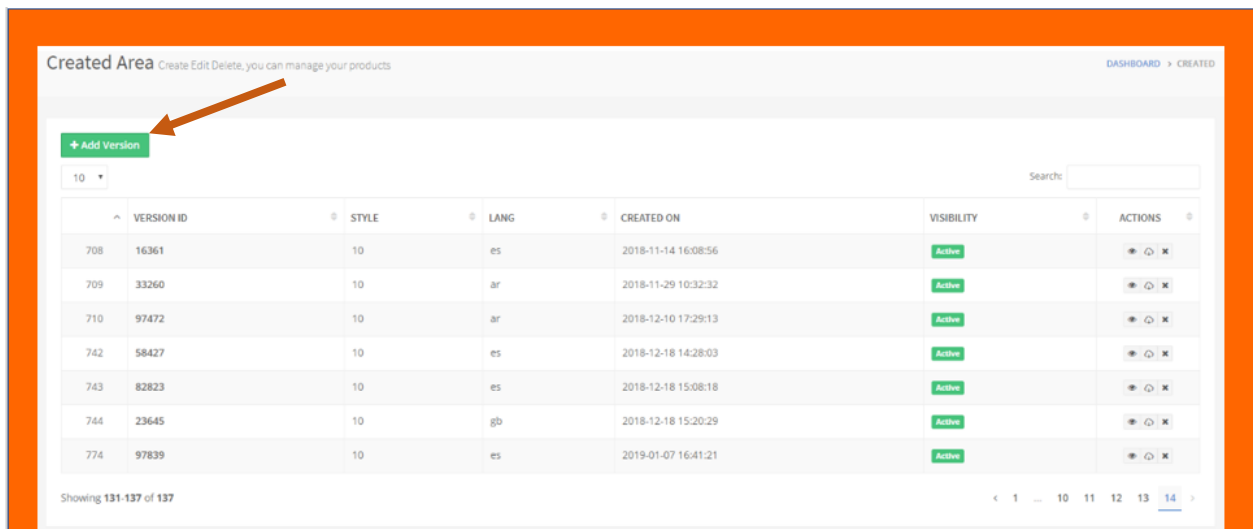 Created Area Create Edit Delete, you can manage your products
DASHBOARD > CREATED
+ Add Version
10
Search:
VERSION ID STYLE LANG CREATED ON VISIBILITY ACTIONS
708 16361 10 es 2018-11-14 16:08:56 Active
709 33260 10 ar 2018-11-29 10:32:32 Active
710 97472 10 ar 2018-12-10 17:29:13 Active
742 58427 10 es 2018-12-18 14:28:03 Active
743 82823 10 es 2018-12-18 15:08:18 Active
744 23645 10 gb 2018-12-18 15:20:29 Active
774 97839 10 es 2019-01-07 16:41:21 Active
Showing 131-137 of 137
< 1 ... 10 11 12 13 14 >